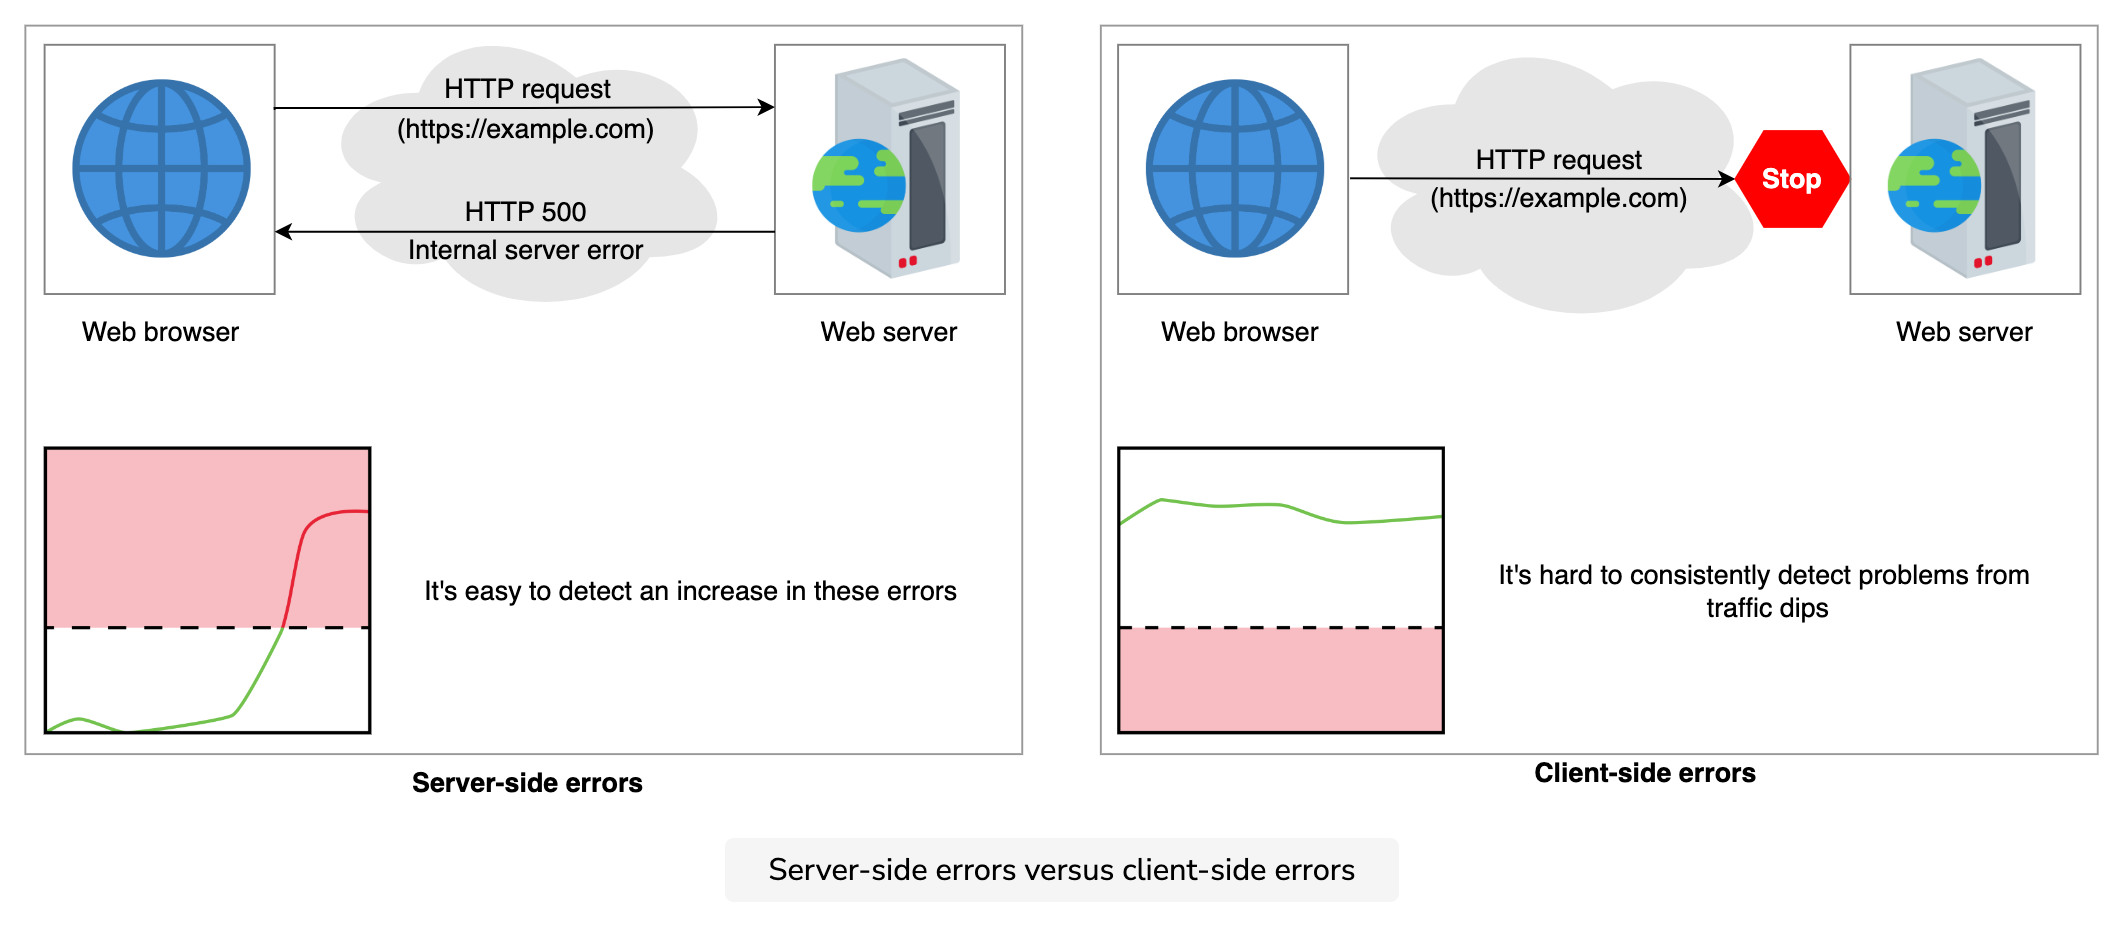 HTTP request
(https://example.com)
HTTP 500
Internal server error
Web browser
Web server
It's easy to detect an increase in these errors
Server-side errors
HTTP request
(https://example.com)
Stop
Web browser
Web server
It's hard to consistently detect problems from
traffic dips
Client-side errors
Server-side errors versus client-side errors